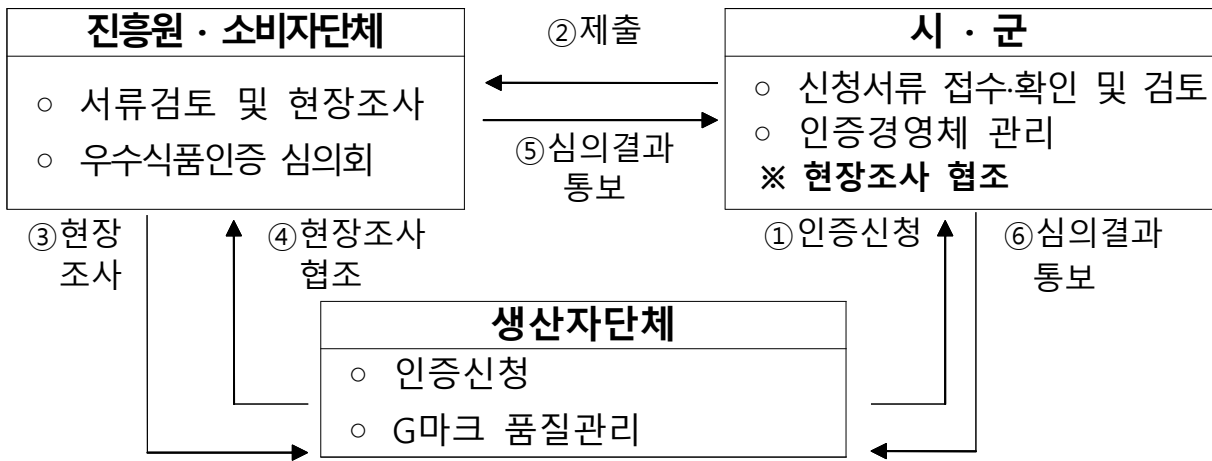 진흥원 · 소비자단체
○ 서류검토 및 현장조사
○ 우수식품인증 심의회
②제출
⑤심의결과
통보
시 · 군
○ 신청서류 접수·확인 및 검토
○ 인증경영체 관리
※ 현장조사 협조
③현장
조사
④현장조사
협조
①인증신청
⑥심의결과
통보
생산자단체
○ 인증신청
○ G마크 품질관리